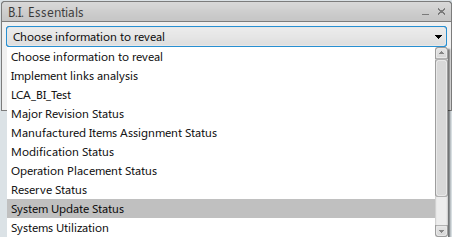 B.I. Essentials
Choose information to reveal
Choose information to reveal
Implement links analysis
LCA_BI_Test
Major Revision Status
Manufactured Items Assignment Status
Modification Status
Operation Placement Status
Reserve Status
System Update Status
Systems Utilization